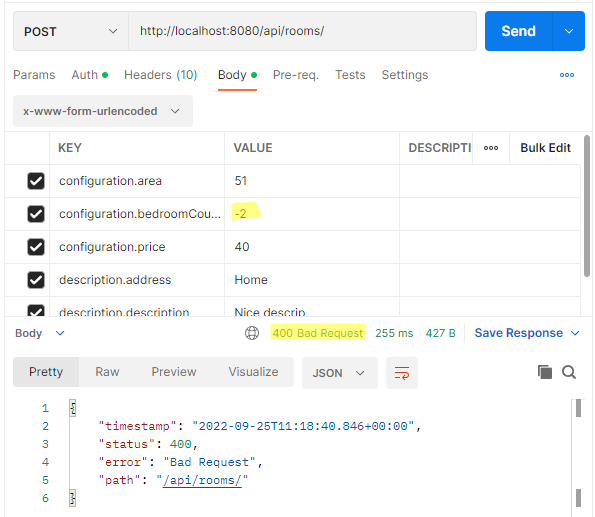 POST http://localhost:8080/api/rooms/ Send
Params Auth Headers (10) Body Pre-req. Tests Settings
x-www-form-urlencoded
KEY VALUE DESCRIPTI Bulk Edit
configuration.area 51
configuration.bedroomCou... -2
configuration.price 40
description.address Home
description.description Nice descrip
Body 400 Bad Request 255 ms 427 B Save Response
Pretty Raw Preview Visualize JSON
1 {
2 "timestamp": "2022-09-25T11:18:40.846+00:00",
3 "status": 400,
4 "error": "Bad Request",
5 "path": "/api/rooms/"
6 }